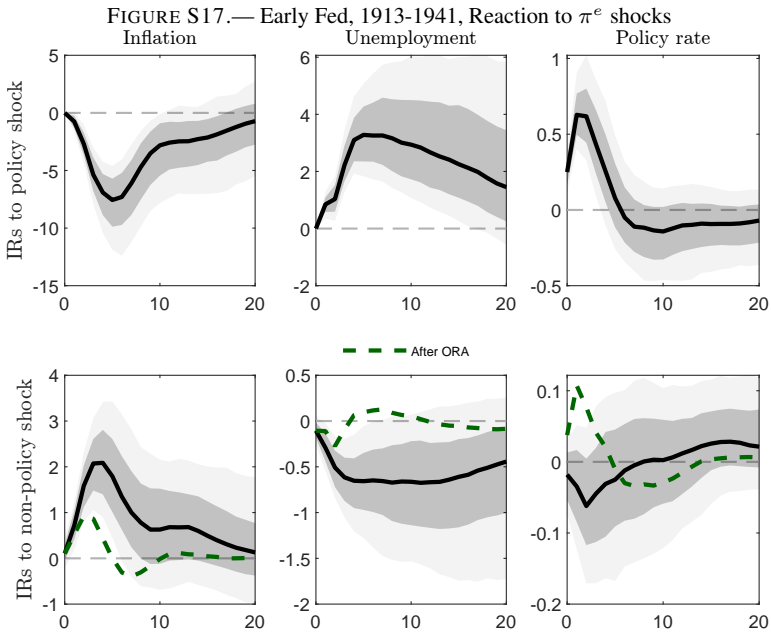 FIGURE S17.— Early Fed, 1913-1941, Reaction to π^e shocks
Inflation Unemployment Policy rate
IRs to policy shock
5
0
-5
-10
-15
0 10 20
6
4
2
0
-2
0 10 20
1
0.5
0
-0.5
0 10 20
After ORA
IRs to non-policy shock
4
3
2
1
0
-1
0 10 20
0.5
0
-0.5
-1
-1.5
-2
0 10 20
0.1
0
-0.1
-0.2
0 10 20